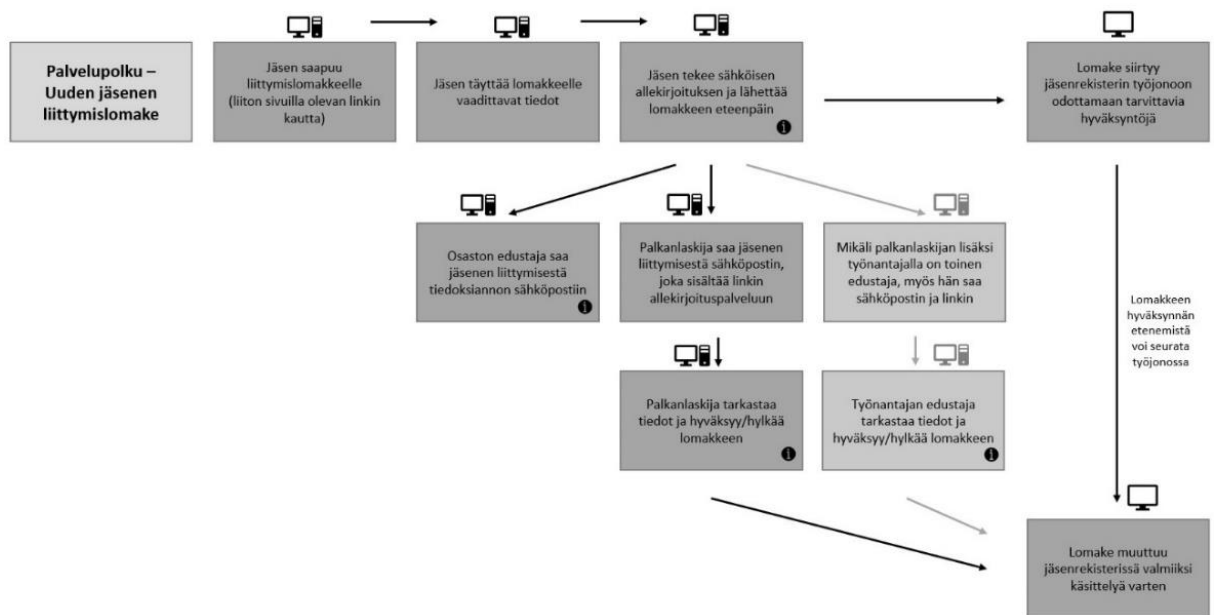 Palvelupolku –
Uuden jäsenen
liittymislomake
Jäsen saapuu
liittymislomakkeelle
(liiton sivuilla olevan linkin
kautta)
Jäsen täyttää lomakkeelle
vaadittavat tiedot
Jäsen tekee sähköisen
allekirjoituksen ja lähettää
lomakkeen eteenpäin
i
Lomake siirtyy
jäsenrekisterin työjonoon
odottamaan tarvittavia
hyväksyntöjä
Osaston edustaja saa
jäsenen liittymisestä
tiedoksiannon sähköpostiin
i
Palkanlaskija saa jäsenen
liittymisestä sähköpostin,
joka sisältää linkin
allekirjoituspalveluun
Mikäli palkanlaskijan lisäksi
työnantajalla on toinen
edustaja, myös hän saa
sähköpostin ja linkin
Lomakkeen
hyväksynnän
etenemistä
voi seurata
työjonossa
Palkanlaskija tarkastaa
tiedot ja hyväksyy/hylkää
lomakkeen
i
Työnantajan edustaja
tarkastaa tiedot ja
hyväksyy/hylkää lomakkeen
i
Lomake muuttuu
jäsenrekisterissä valmiiksi
käsittelyä varten